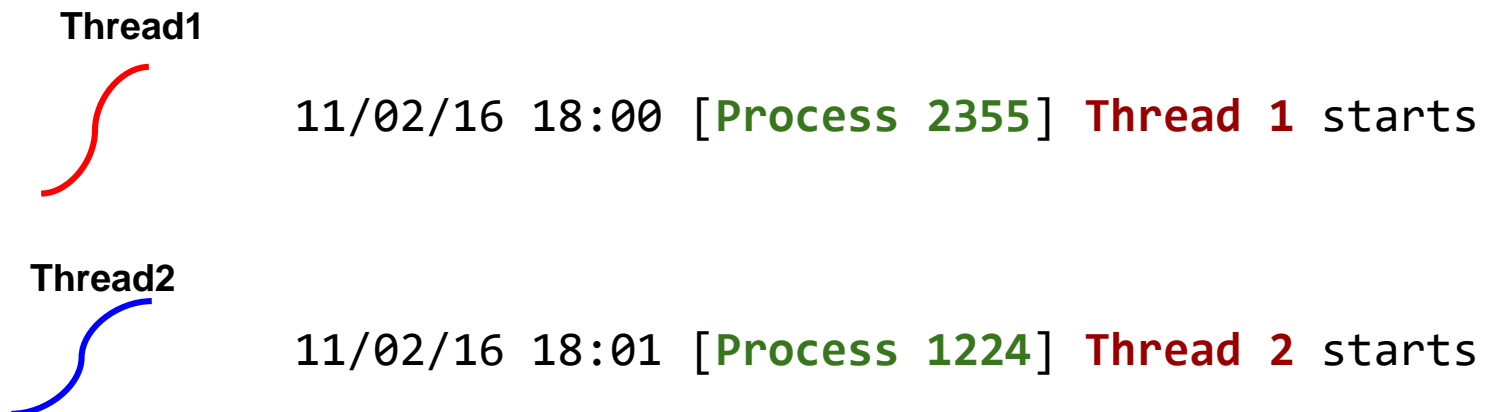 Thread1
11/02/16 18:00 [Process 2355] Thread 1 starts
Thread2
11/02/16 18:01 [Process 1224] Thread 2 starts